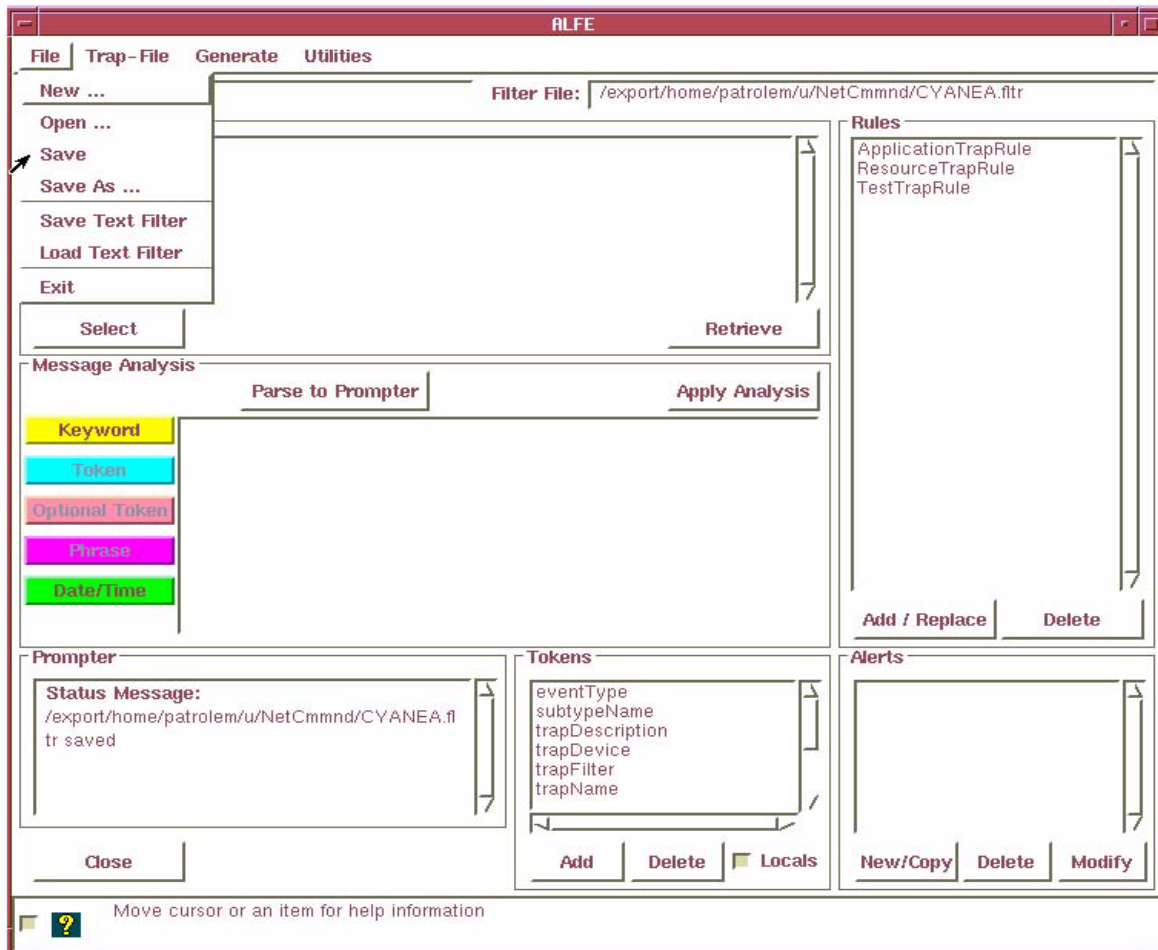 ALFE
File Trap-File Generate Utilities
New ...
Open ...
Save
Save As ...
Save Text Filter
Load Text Filter
Exit
Filter File: /export/home/patrolem/u/NetCmmnd/CYANEA.fltr
Select
Retrieve
Rules
ApplicationTrapRule
ResourceTrapRule
TestTrapRule
Add / Replace Delete
Message Analysis
Parse to Prompter Apply Analysis
Keyword
Token
Optional Token
Phrase
Date/Time
Prompter
Status Message:
/export/home/patrolem/u/NetCmmnd/CYANEA.fl
tr saved
Close
Tokens
eventType
subtypeName
trapDescription
trapDevice
trapFilter
trapName
Add Delete Locals
Alerts
New/Copy Delete Modify
? Move cursor or an item for help information